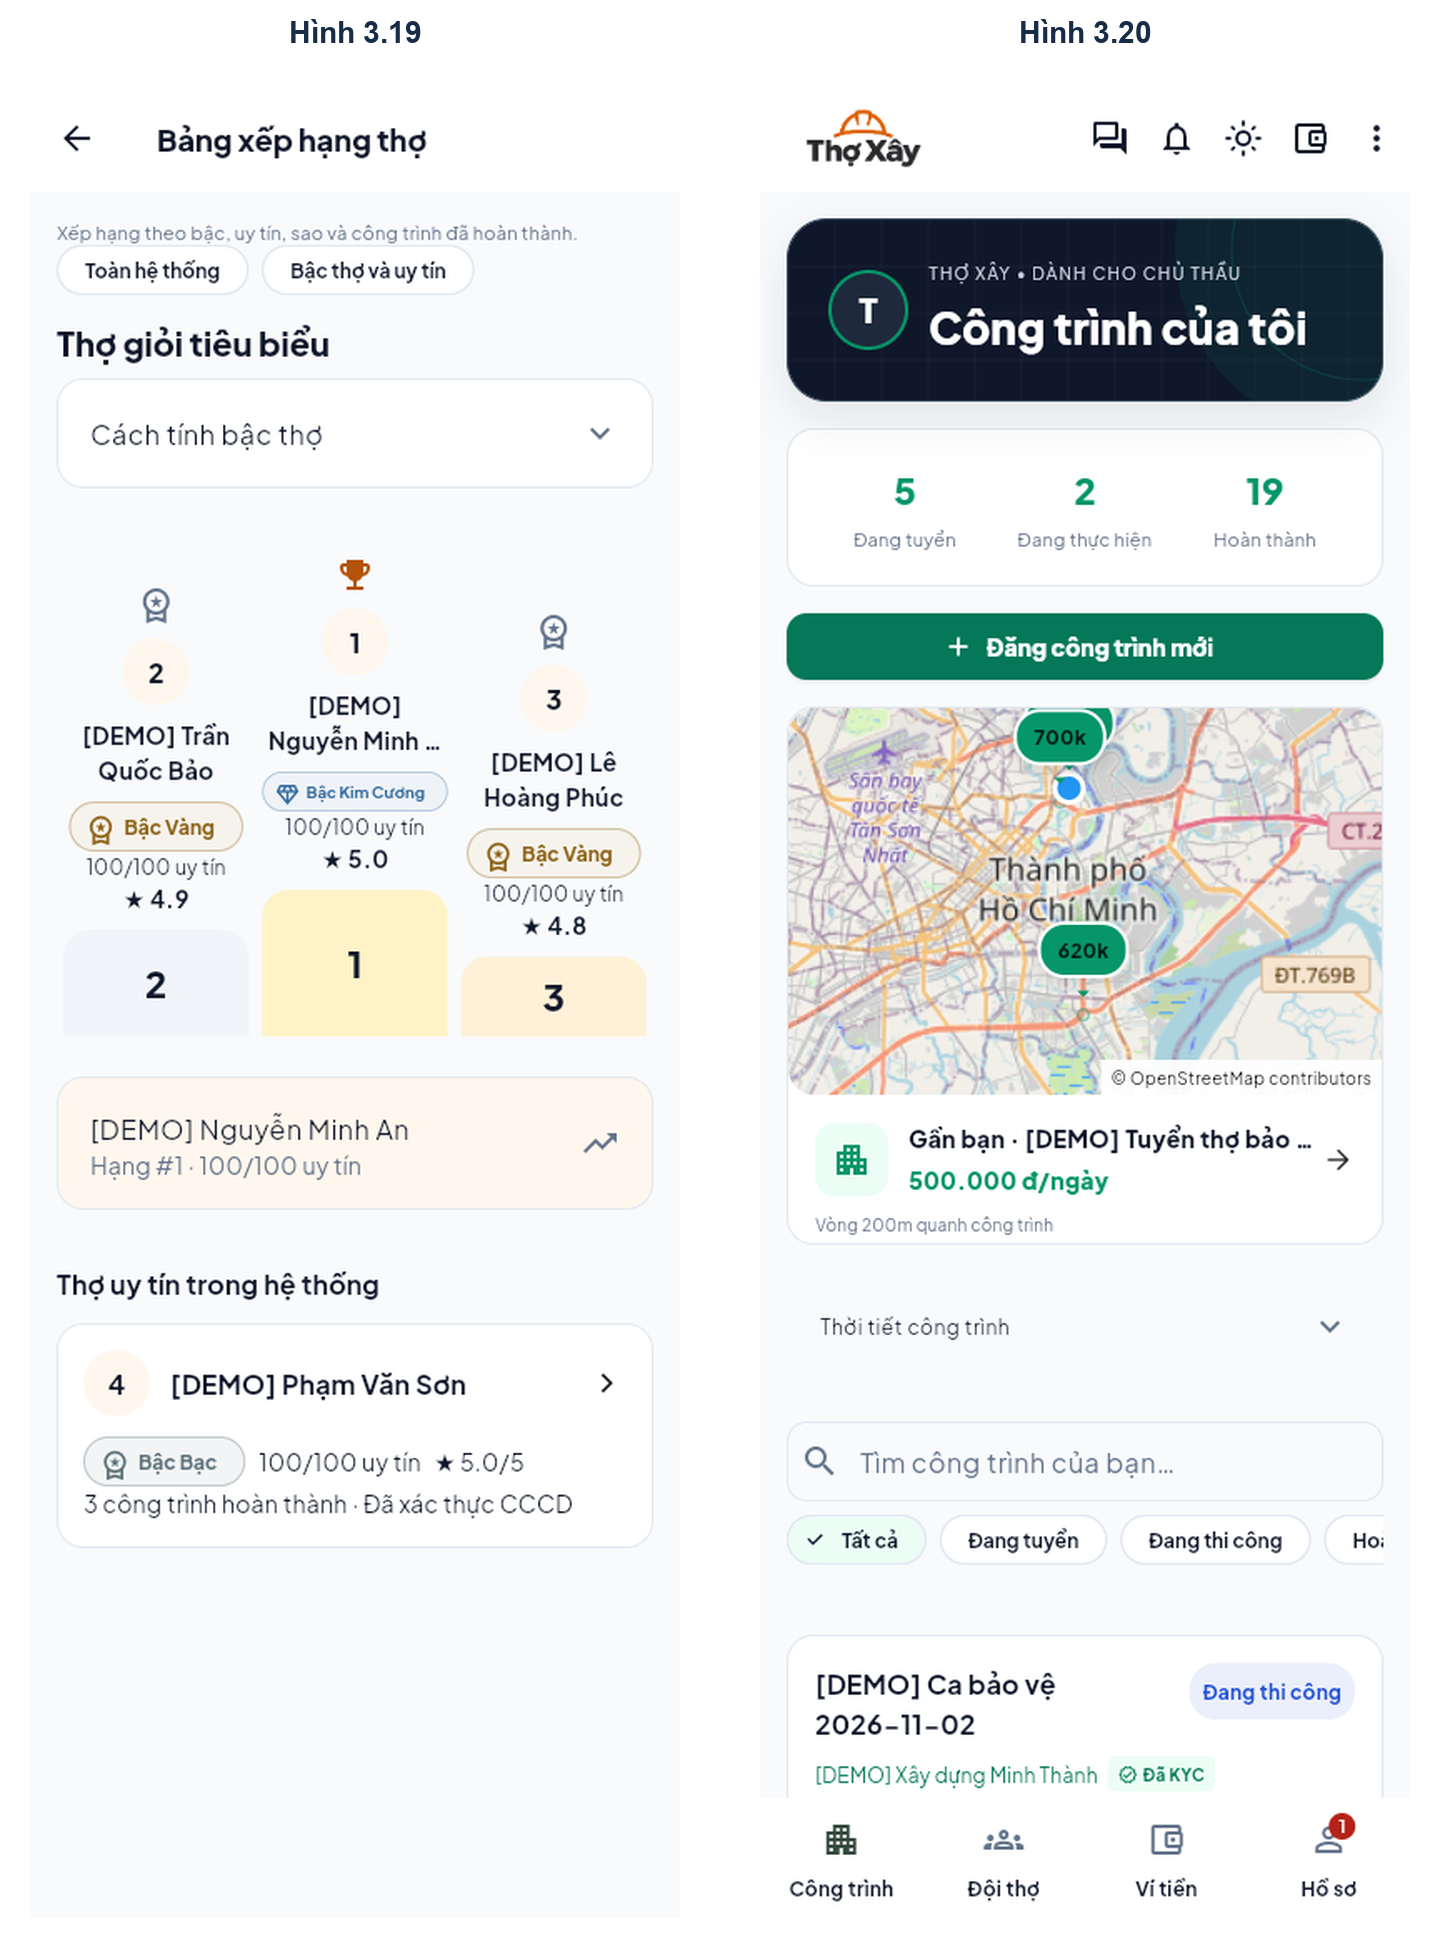 Hình 3.19
Bảng xếp hạng thợ
Xếp hạng theo bậc, uy tín, sao và công trình đã hoàn thành.
Toàn hệ thống
Bậc thợ và uy tín
Thợ giỏi tiêu biểu
Cách tính bậc thợ
2
[DEMO] Trần
Quốc Bảo
Bậc Vàng
100/100 uy tín
★ 4.9
2
1
[DEMO]
Nguyễn Minh ...
Bậc Kim Cương
100/100 uy tín
★ 5.0
1
3
[DEMO] Lê
Hoàng Phúc
Bậc Vàng
100/100 uy tín
★ 4.8
3
[DEMO] Nguyễn Minh An
Hạng #1 · 100/100 uy tín
Thợ uy tín trong hệ thống
4
[DEMO] Phạm Văn Sơn
Bậc Bạc
100/100 uy tín ★ 5.0/5
3 công trình hoàn thành · Đã xác thực CCCD
Hình 3.20
Thợ Xây
T
THỢ XÂY • DÀNH CHO CHỦ THẦU
Công trình của tôi
5
Đang tuyển
2
Đang thực hiện
19
Hoàn thành
+ Đăng công trình mới
700k
Sân bay
quốc tế
Tân Sơn
Nhất
CT.2
Thành phố
Hồ Chí Minh
620k
ĐT.769B
© OpenStreetMap contributors
Gần bạn · [DEMO] Tuyển thợ bảo ...
500.000 đ/ngày
Vòng 200m quanh công trình
Thời tiết công trình
Tìm công trình của bạn...
Tất cả
Đang tuyển
Đang thi công
Hoà
[DEMO] Ca bảo vệ
2026-11-02
Đang thi công
[DEMO] Xây dựng Minh Thành
Đã KYC
Công trình
Đội thợ
Ví tiền
1
Hồ sơ